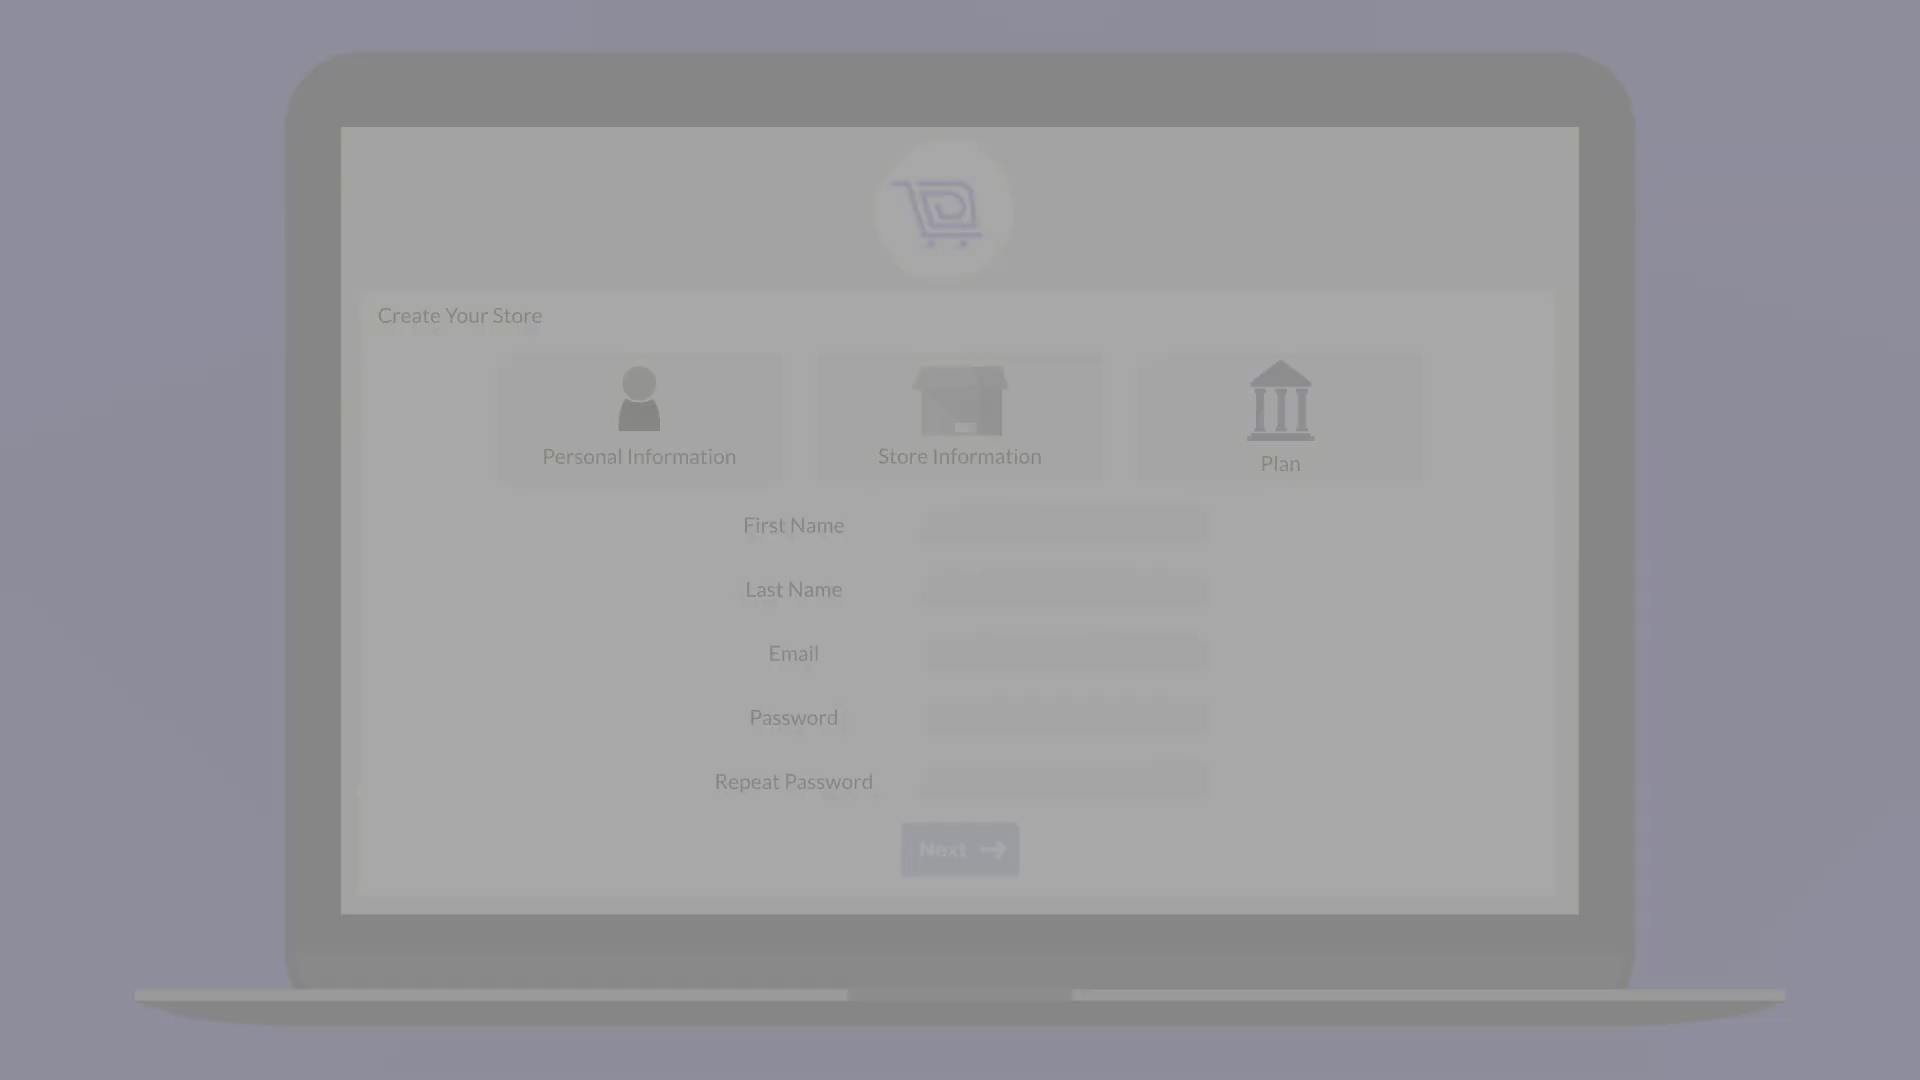 Create Your Store
Personal Information
Store Information
Plan
First Name
Last Name
Email
Password
Repeat Password
Next